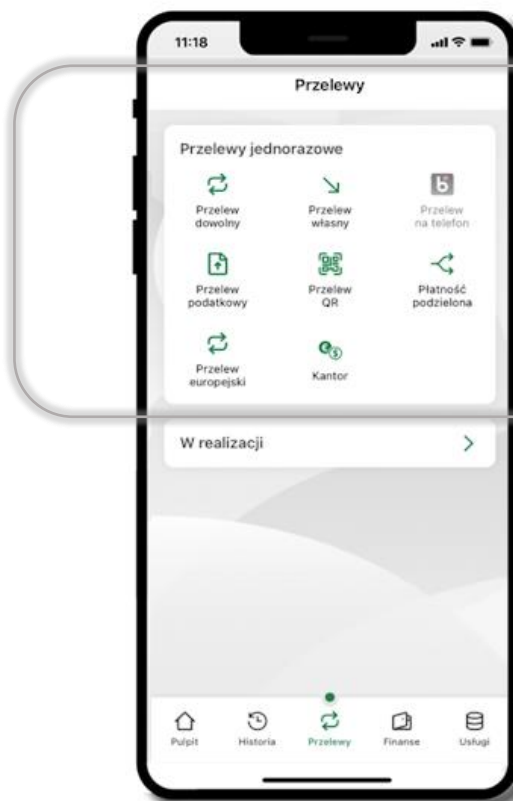 11:18
Przelewy
Przelewy jednorazowe
Przelew
dowolny
Przelew
własny
Przelew
na telefon
Przelew
podatkowy
Przelew
QR
Płatność
podzielona
Przelew
europejski
Kantor
W realizacji
Pulpit
Historia
Przelewy
Finanse
Usługi